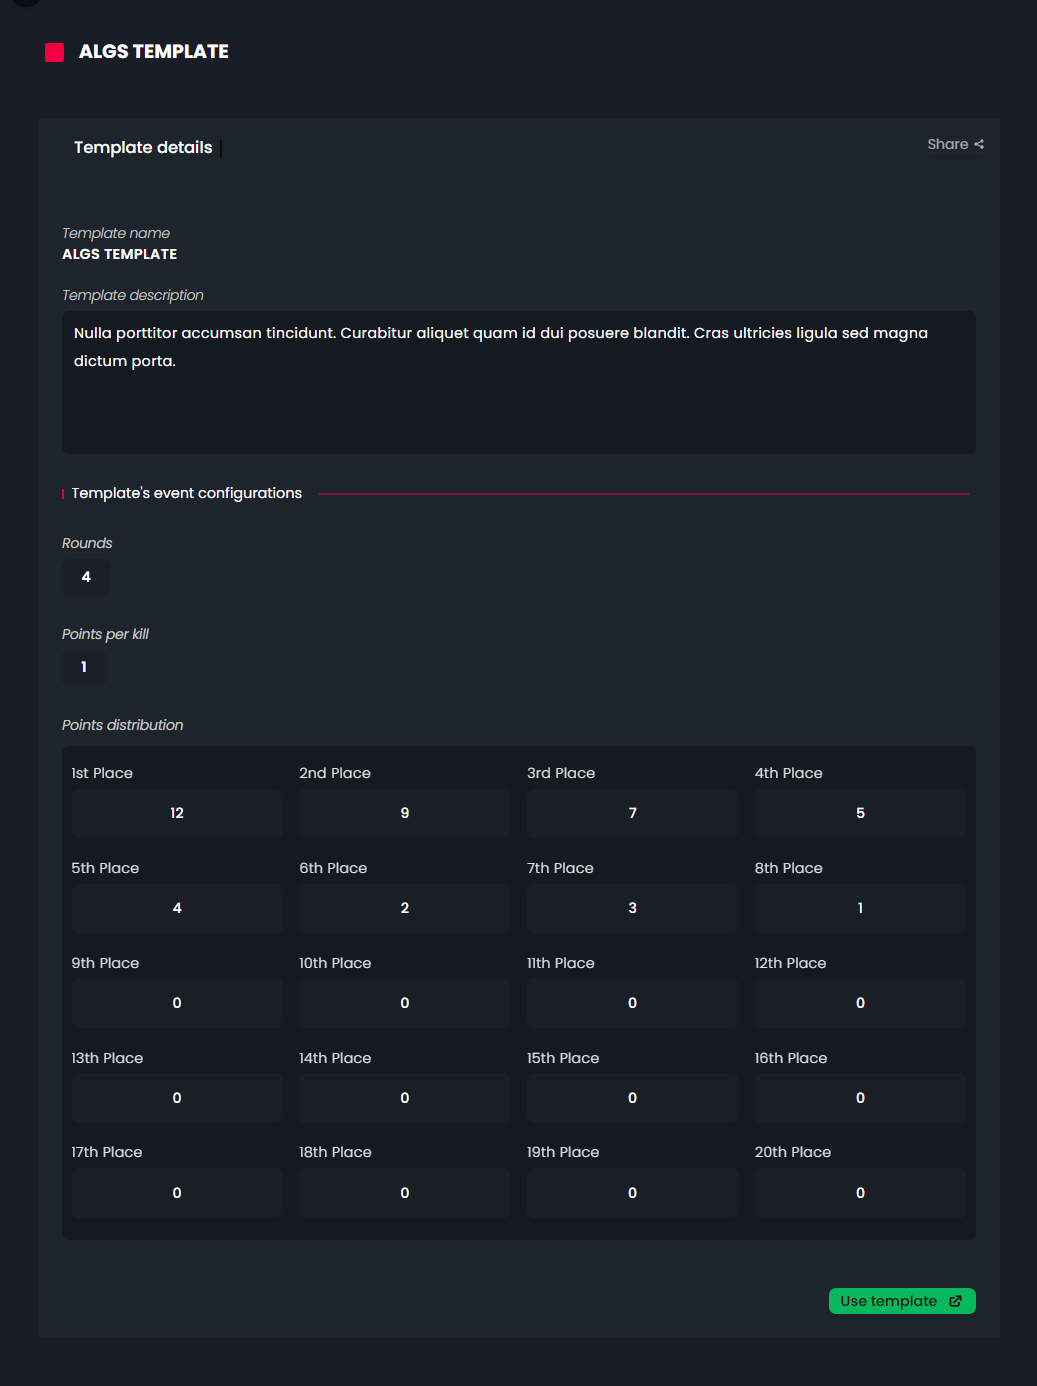 ALGS TEMPLATE
Template details
Share
Template name
ALGS TEMPLATE
Template description
Nulla porttitor accumsan tincidunt. Curabitur aliquet quam id dui posuere blandit. Cras ultricies ligula sed magna
dictum porta.
Template's event configurations
Rounds
4
Points per kill
1
Points distribution
1st Place 2nd Place 3rd Place 4th Place
12 9 7 5
5th Place 6th Place 7th Place 8th Place
4 2 3 1
9th Place 10th Place 11th Place 12th Place
0 0 0 0
13th Place 14th Place 15th Place 16th Place
0 0 0 0
17th Place 18th Place 19th Place 20th Place
0 0 0 0
Use template